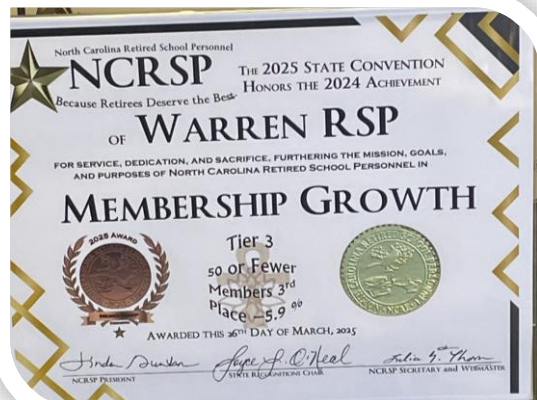 North Carolina Retired School Personnel
NCRSP
Because Retirees Deserve the Best
THE 2025 STATE CONVENTION
HONORS THE 2024 ACHIEVEMENT
OF WARREN RSP
FOR SERVICE, DEDICATION, AND SACRIFICE, FURTHERING THE MISSION, GOALS,
AND PURPOSES OF NORTH CAROLINA RETIRED SCHOOL PERSONNEL IN
MEMBERSHIP GROWTH
2025 AWARD
Tier 3
50 or Fewer
Members 3rd
Place -5.9 %
AWARDED THIS 26TH DAY OF MARCH, 2025
NCRSP PRESIDENT
STATE RECOGNITIONS CHAIR
NCRSP SECRETARY and WEBMASTER